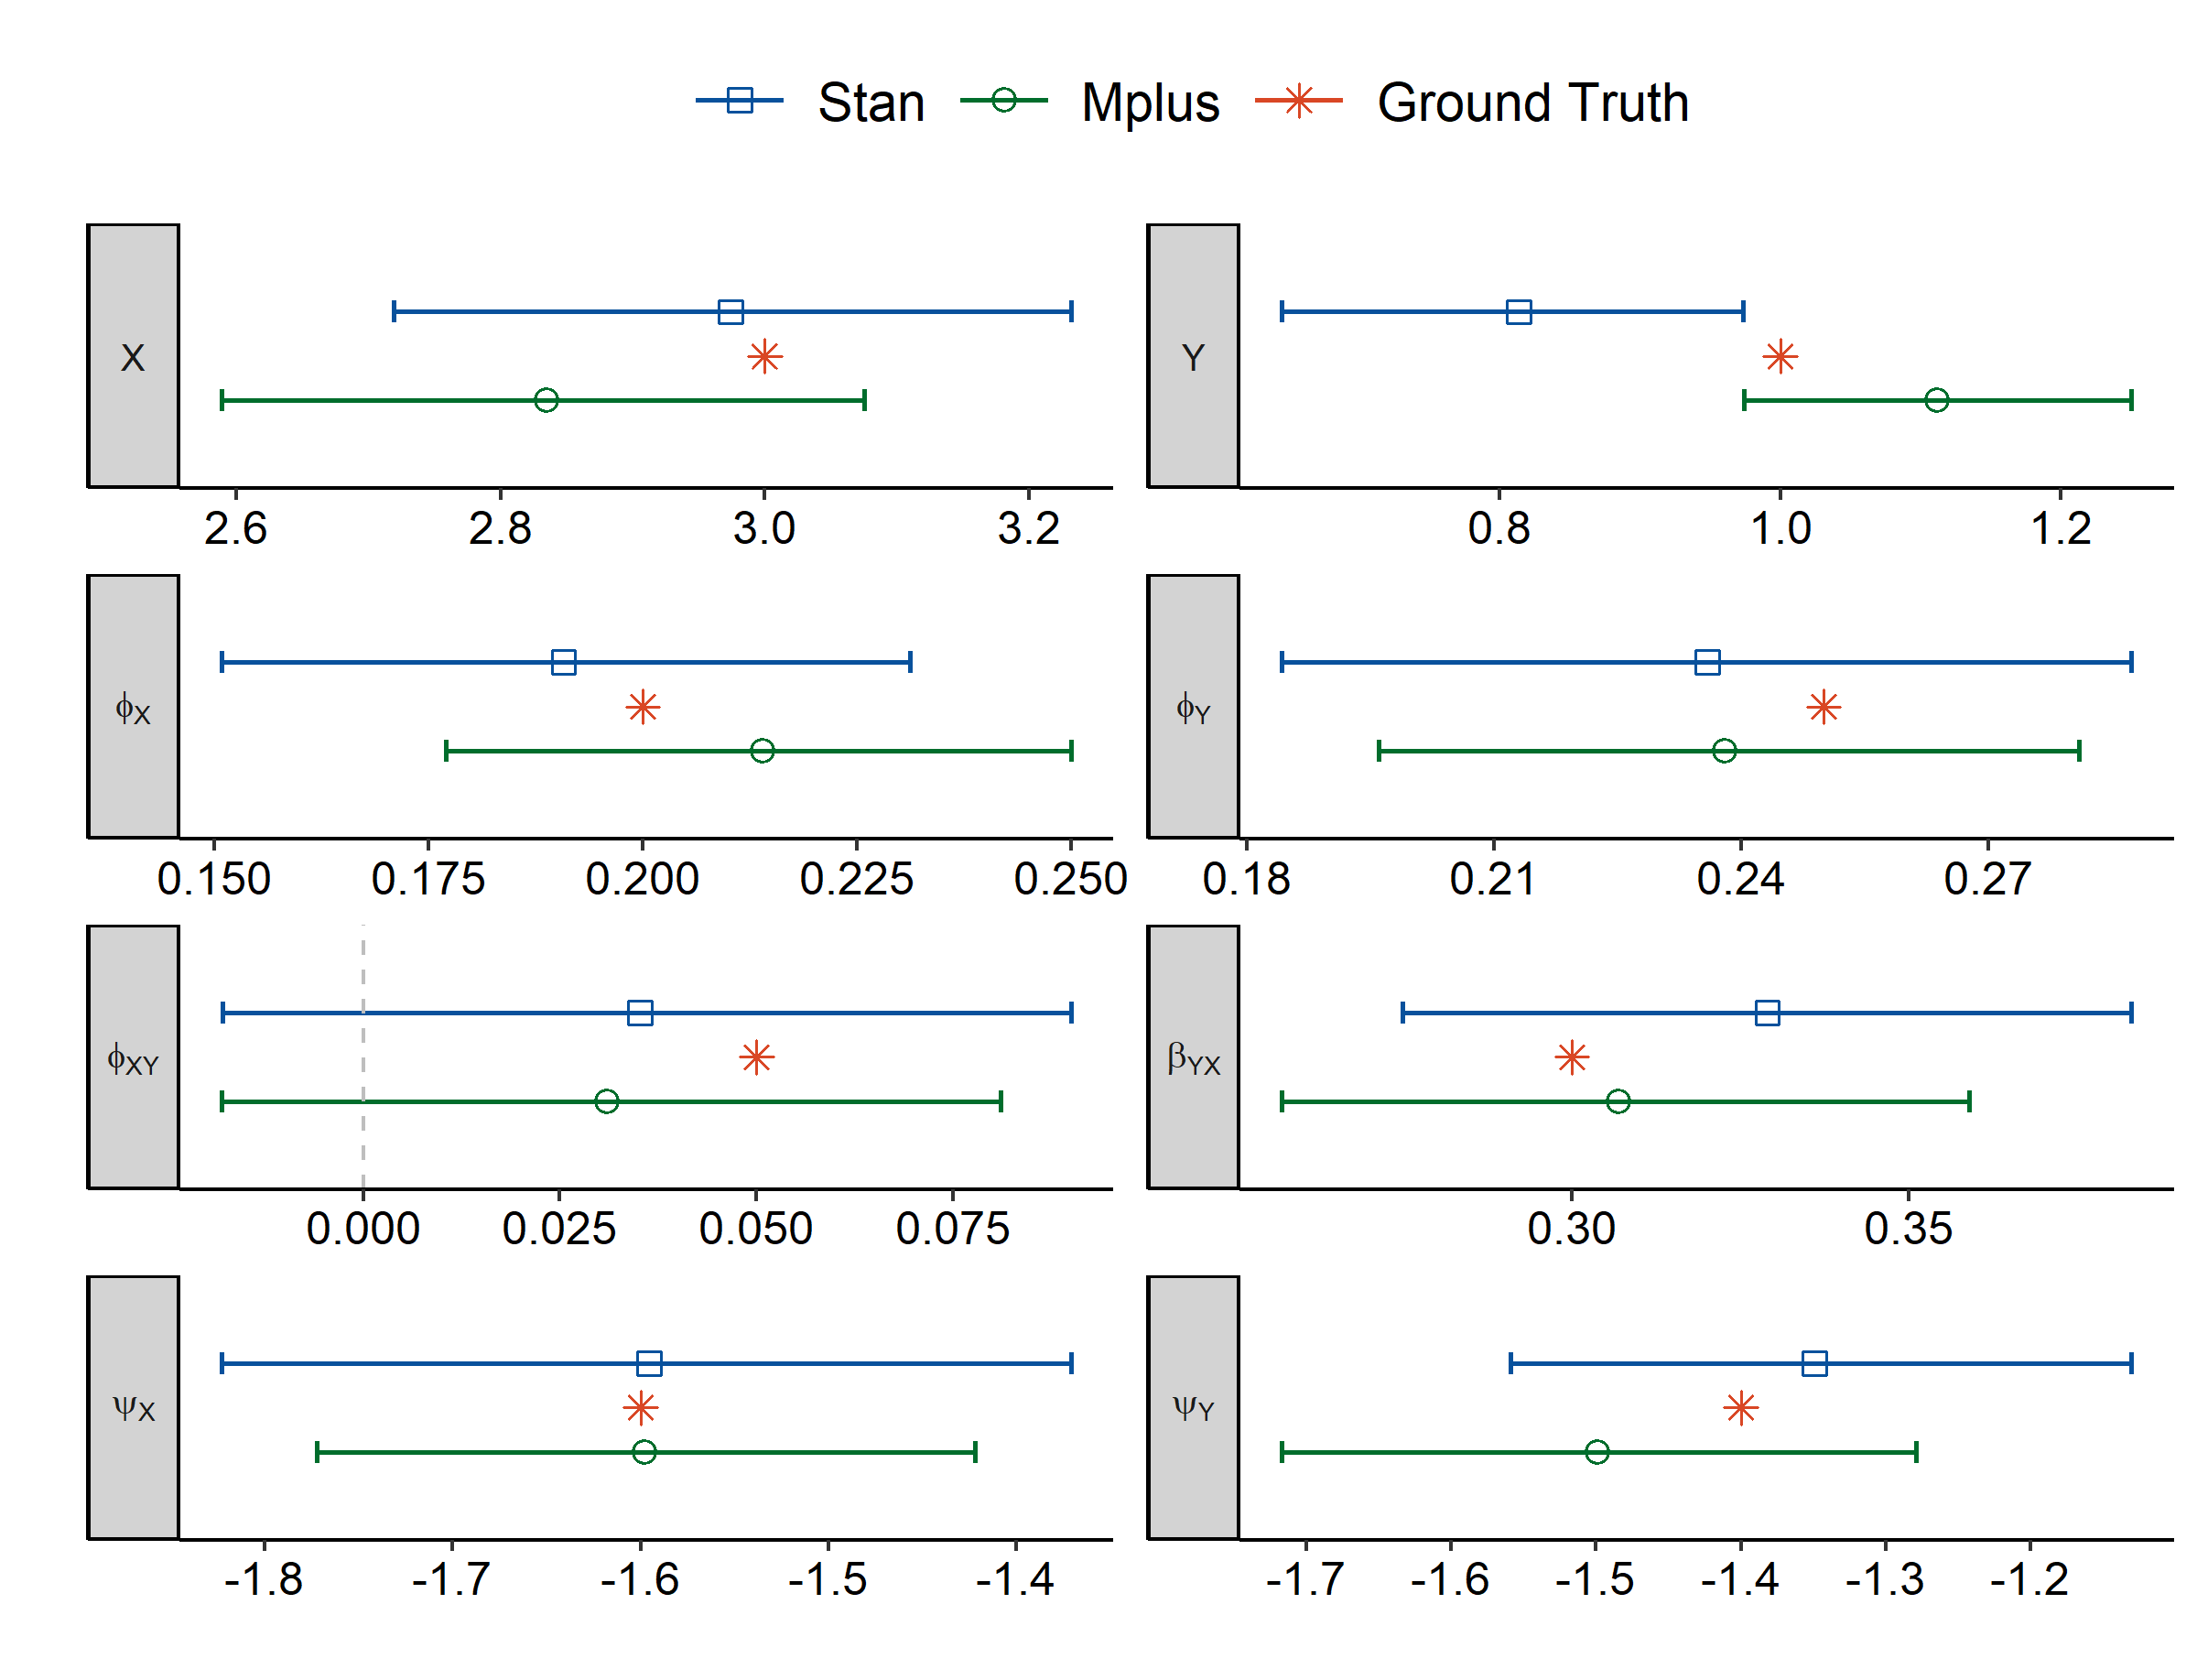 Stan Mplus Ground Truth
X
2.6 2.8 3.0 3.2
Y
0.8 1.0 1.2
ϕX
0.150 0.175 0.200 0.225 0.250
ϕY
0.18 0.21 0.24 0.27
ϕXY
0.000 0.025 0.050 0.075
βYX
0.30 0.35
ψX
-1.8 -1.7 -1.6 -1.5 -1.4
ψY
-1.7 -1.6 -1.5 -1.4 -1.3 -1.2